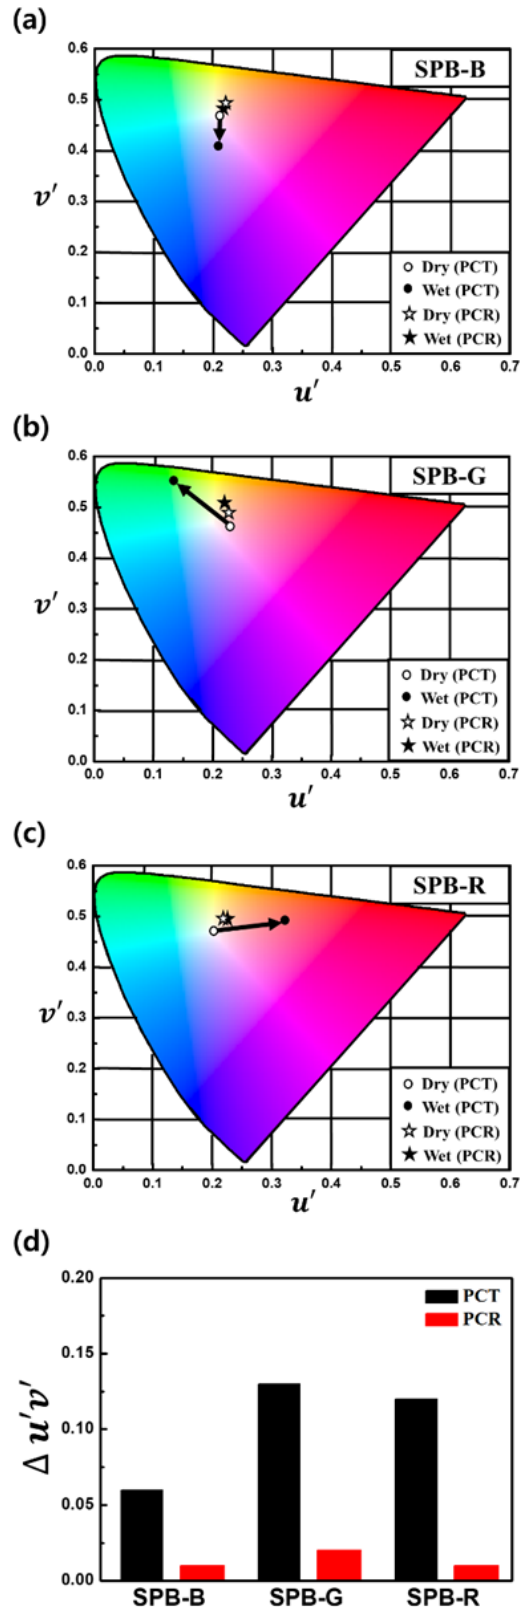 (a)
0.6
SPB-B
0.5
0.4
v'
0.3
0.2
Dry (PCT)
Wet (PCT)
0.1
Dry (PCR)
Wet (PCR)
0.0
0.0 0.1 0.2 0.3 0.4 0.5 0.6 0.7
u'
(b)
0.6
SPB-G
0.5
0.4
v'
0.3
0.2
Dry (PCT)
Wet (PCT)
0.1
Dry (PCR)
Wet (PCR)
0.0
0.0 0.1 0.2 0.3 0.4 0.5 0.6 0.7
u'
(c)
0.6
SPB-R
0.5
0.4
v'
0.3
0.2
Dry (PCT)
Wet (PCT)
0.1
Dry (PCR)
Wet (PCR)
0.0
0.0 0.1 0.2 0.3 0.4 0.5 0.6 0.7
u'
(d)
0.20
PCT
PCR
0.15
Δ u'v'
0.10
0.05
0.00
SPB-B SPB-G SPB-R